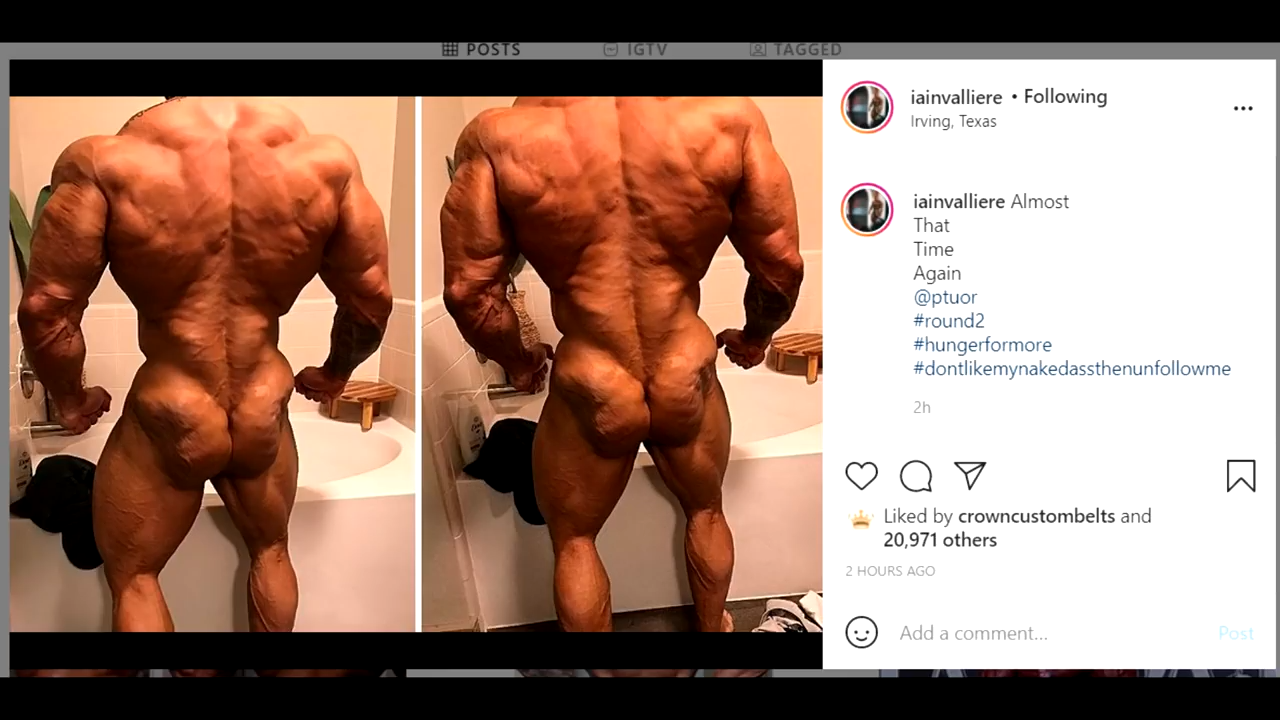 POSTS IGTV TAGGED
iainvalliere • Following
Irving, Texas
iainvalliere Almost
That
Time
Again
@ptuor
#round2
#hungerformore
#dontlikemynakedassthenunfollowme
2h
Liked by crowncustombelts and
20,971 others
2 HOURS AGO
Add a comment... Post